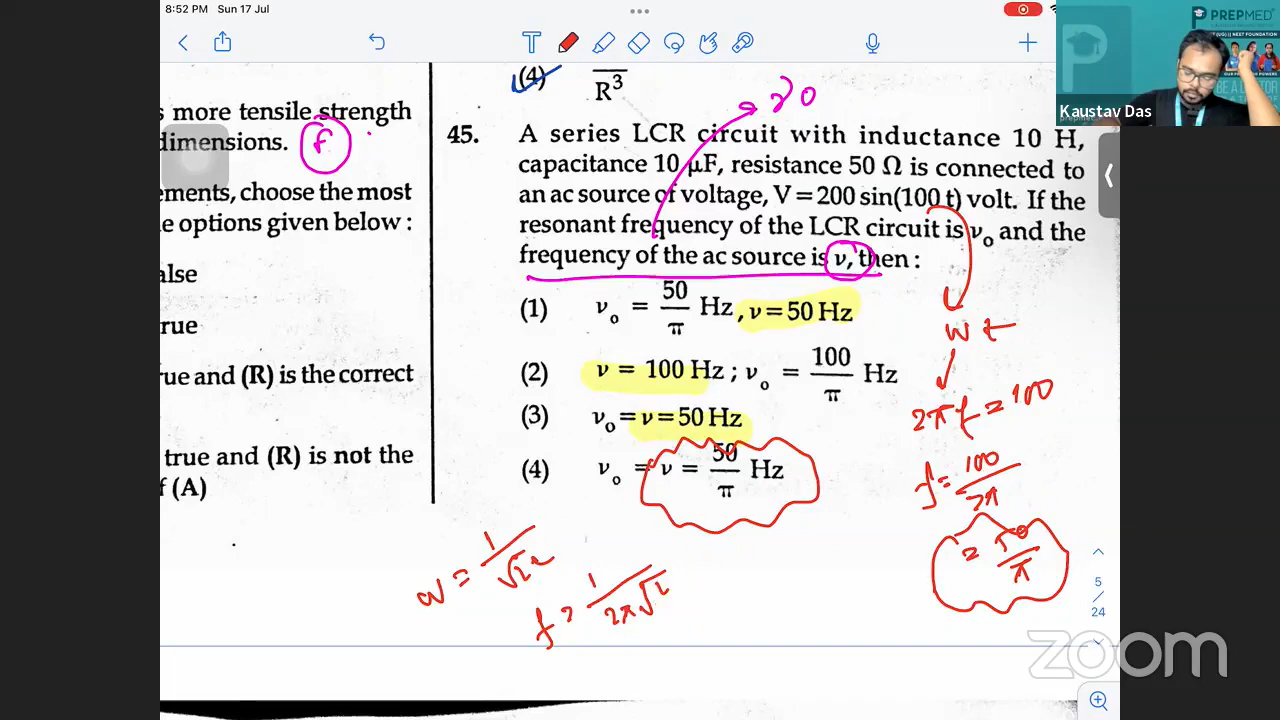 8:52 PM Sun 17 Jul
PREPMED
(UG) | NEET FOUNDATION
Kaustav Das
s more tensile strength
dimensions. F
ements, choose the most
e options given below :
alse
rue
rue and (R) is the correct
true and (R) is not the
f (A)
(4) R³
ν0
45. A series LCR circuit with inductance 10 H,
capacitance 10 μF, resistance 50 Ω is connected to
an ac source of voltage, V = 200 sin(100 t) volt. If the
resonant frequency of the LCR circuit is ν₀ and the
frequency of the ac source is ν, then :
(1) ν₀ = 50/π Hz, ν = 50 Hz
(2) ν = 100 Hz ; ν₀ = 100/π Hz
(3) ν₀ = ν = 50 Hz
(4) ν₀ = ν = 50/π Hz
wt
2πf = 100
f = 100/2π
= 50/π
5
/
24
zoom